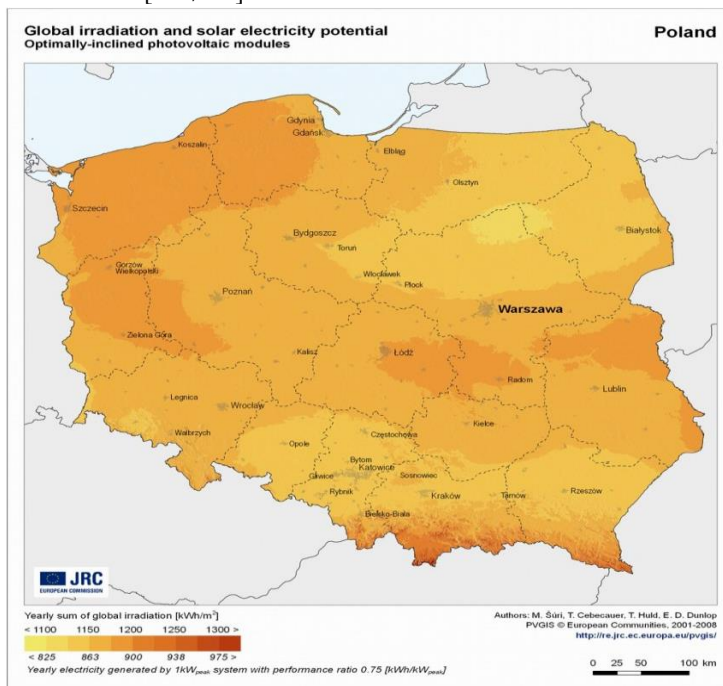 Global irradiation and solar electricity potential
Optimally-inclined photovoltaic modules
Poland
Gdynia
Gdańsk
Koszalin
Elbląg
Olsztyn
Szczecin
Białystok
Bydgoszcz
Toruń
Gorzów
Wielkopolski
Włocławek
Płock
Poznań
Warszawa
Zielona Góra
Kalisz
Łódź
Radom
Lublin
Legnica
Wrocław
Wałbrzych
Częstochowa
Kielce
Opole
Bytom
Katowice
Gliwice
Sosnowiec
Rybnik
Kraków
Tarnów
Rzeszów
Bielsko-Biała
JRC
EUROPEAN COMMISSION
Yearly sum of global irradiation [kWh/m²]
< 1100 1150 1200 1250 1300 >
< 825 863 900 938 975 >
Yearly electricity generated by 1kWpeak system with performance ratio 0.75 [kWh/kWpeak]
Authors: M. Šúri, T. Cebecauer, T. Huld, E. D. Dunlop
PVGIS © European Communities, 2001-2008
http://re.jrc.ec.europa.eu/pvgis/
0 25 50 100 km